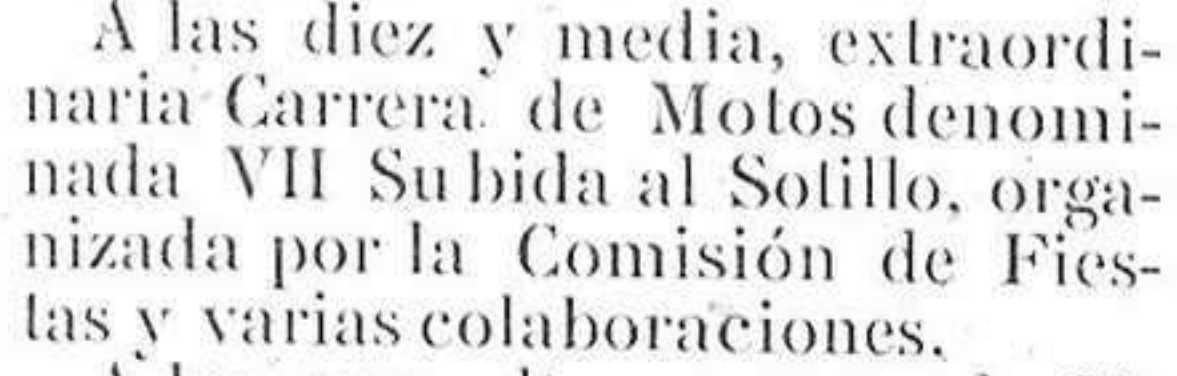 A las diez y media, extraordi-
naria Carrera de Motos denomi-
nada VII Subida al Sotillo, orga-
nizada por la Comisión de Fies-
tas y varias colaboraciones.